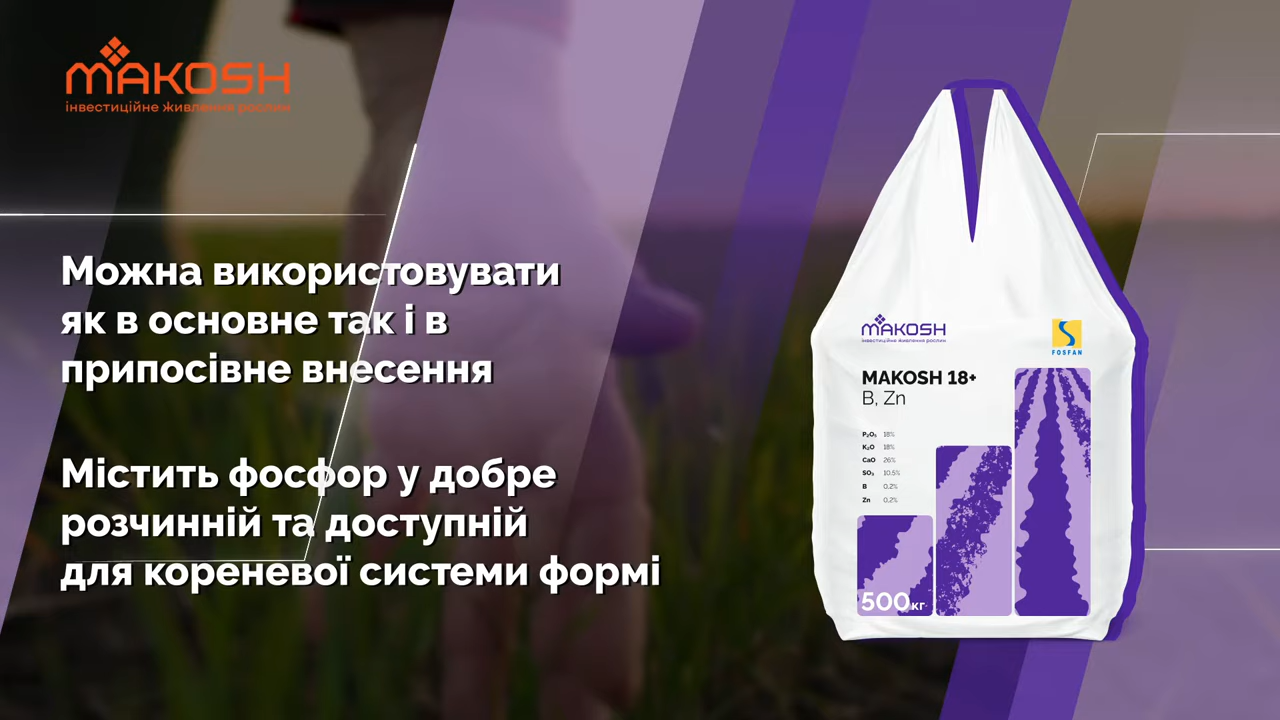 MAKOSH
інвестиційне живлення рослин
Можна використовувати
як в основне так і в
припосівне внесення
Містить фосфор у добре
розчинній та доступній
для кореневої системи формі
MAKOSH
інвестиційне живлення рослин
FOSFAN
MAKOSH 18+
B, Zn
P₂O₅ 18%
K₂O 18%
CaO 26%
SO₃ 10.5%
B 0.2%
Zn 0.2%
500кг